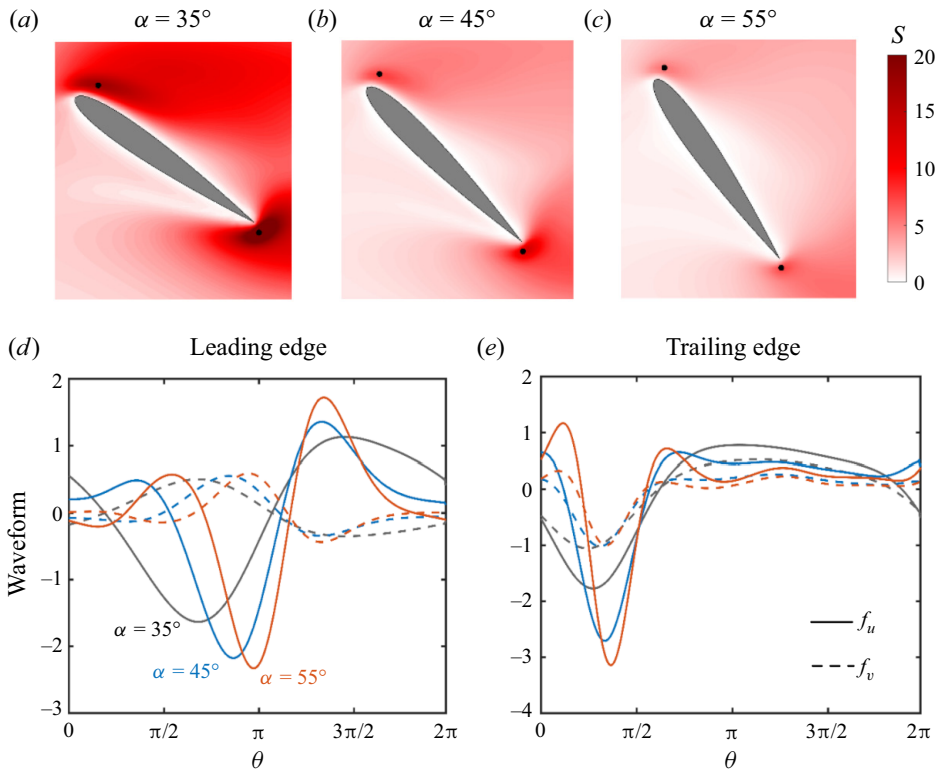 (a) α = 35° (b) α = 45° (c) α = 55° S
20
15
10
5
0
(d) Leading edge (e) Trailing edge
2 2
1 1
0 0
−1 −1
−2 −2
−3 −3
−4
Waveform
α = 35°
α = 45° α = 55°
f_u
f_v
0 π/2 π 3π/2 2π 0 π/2 π 3π/2 2π
θ θ